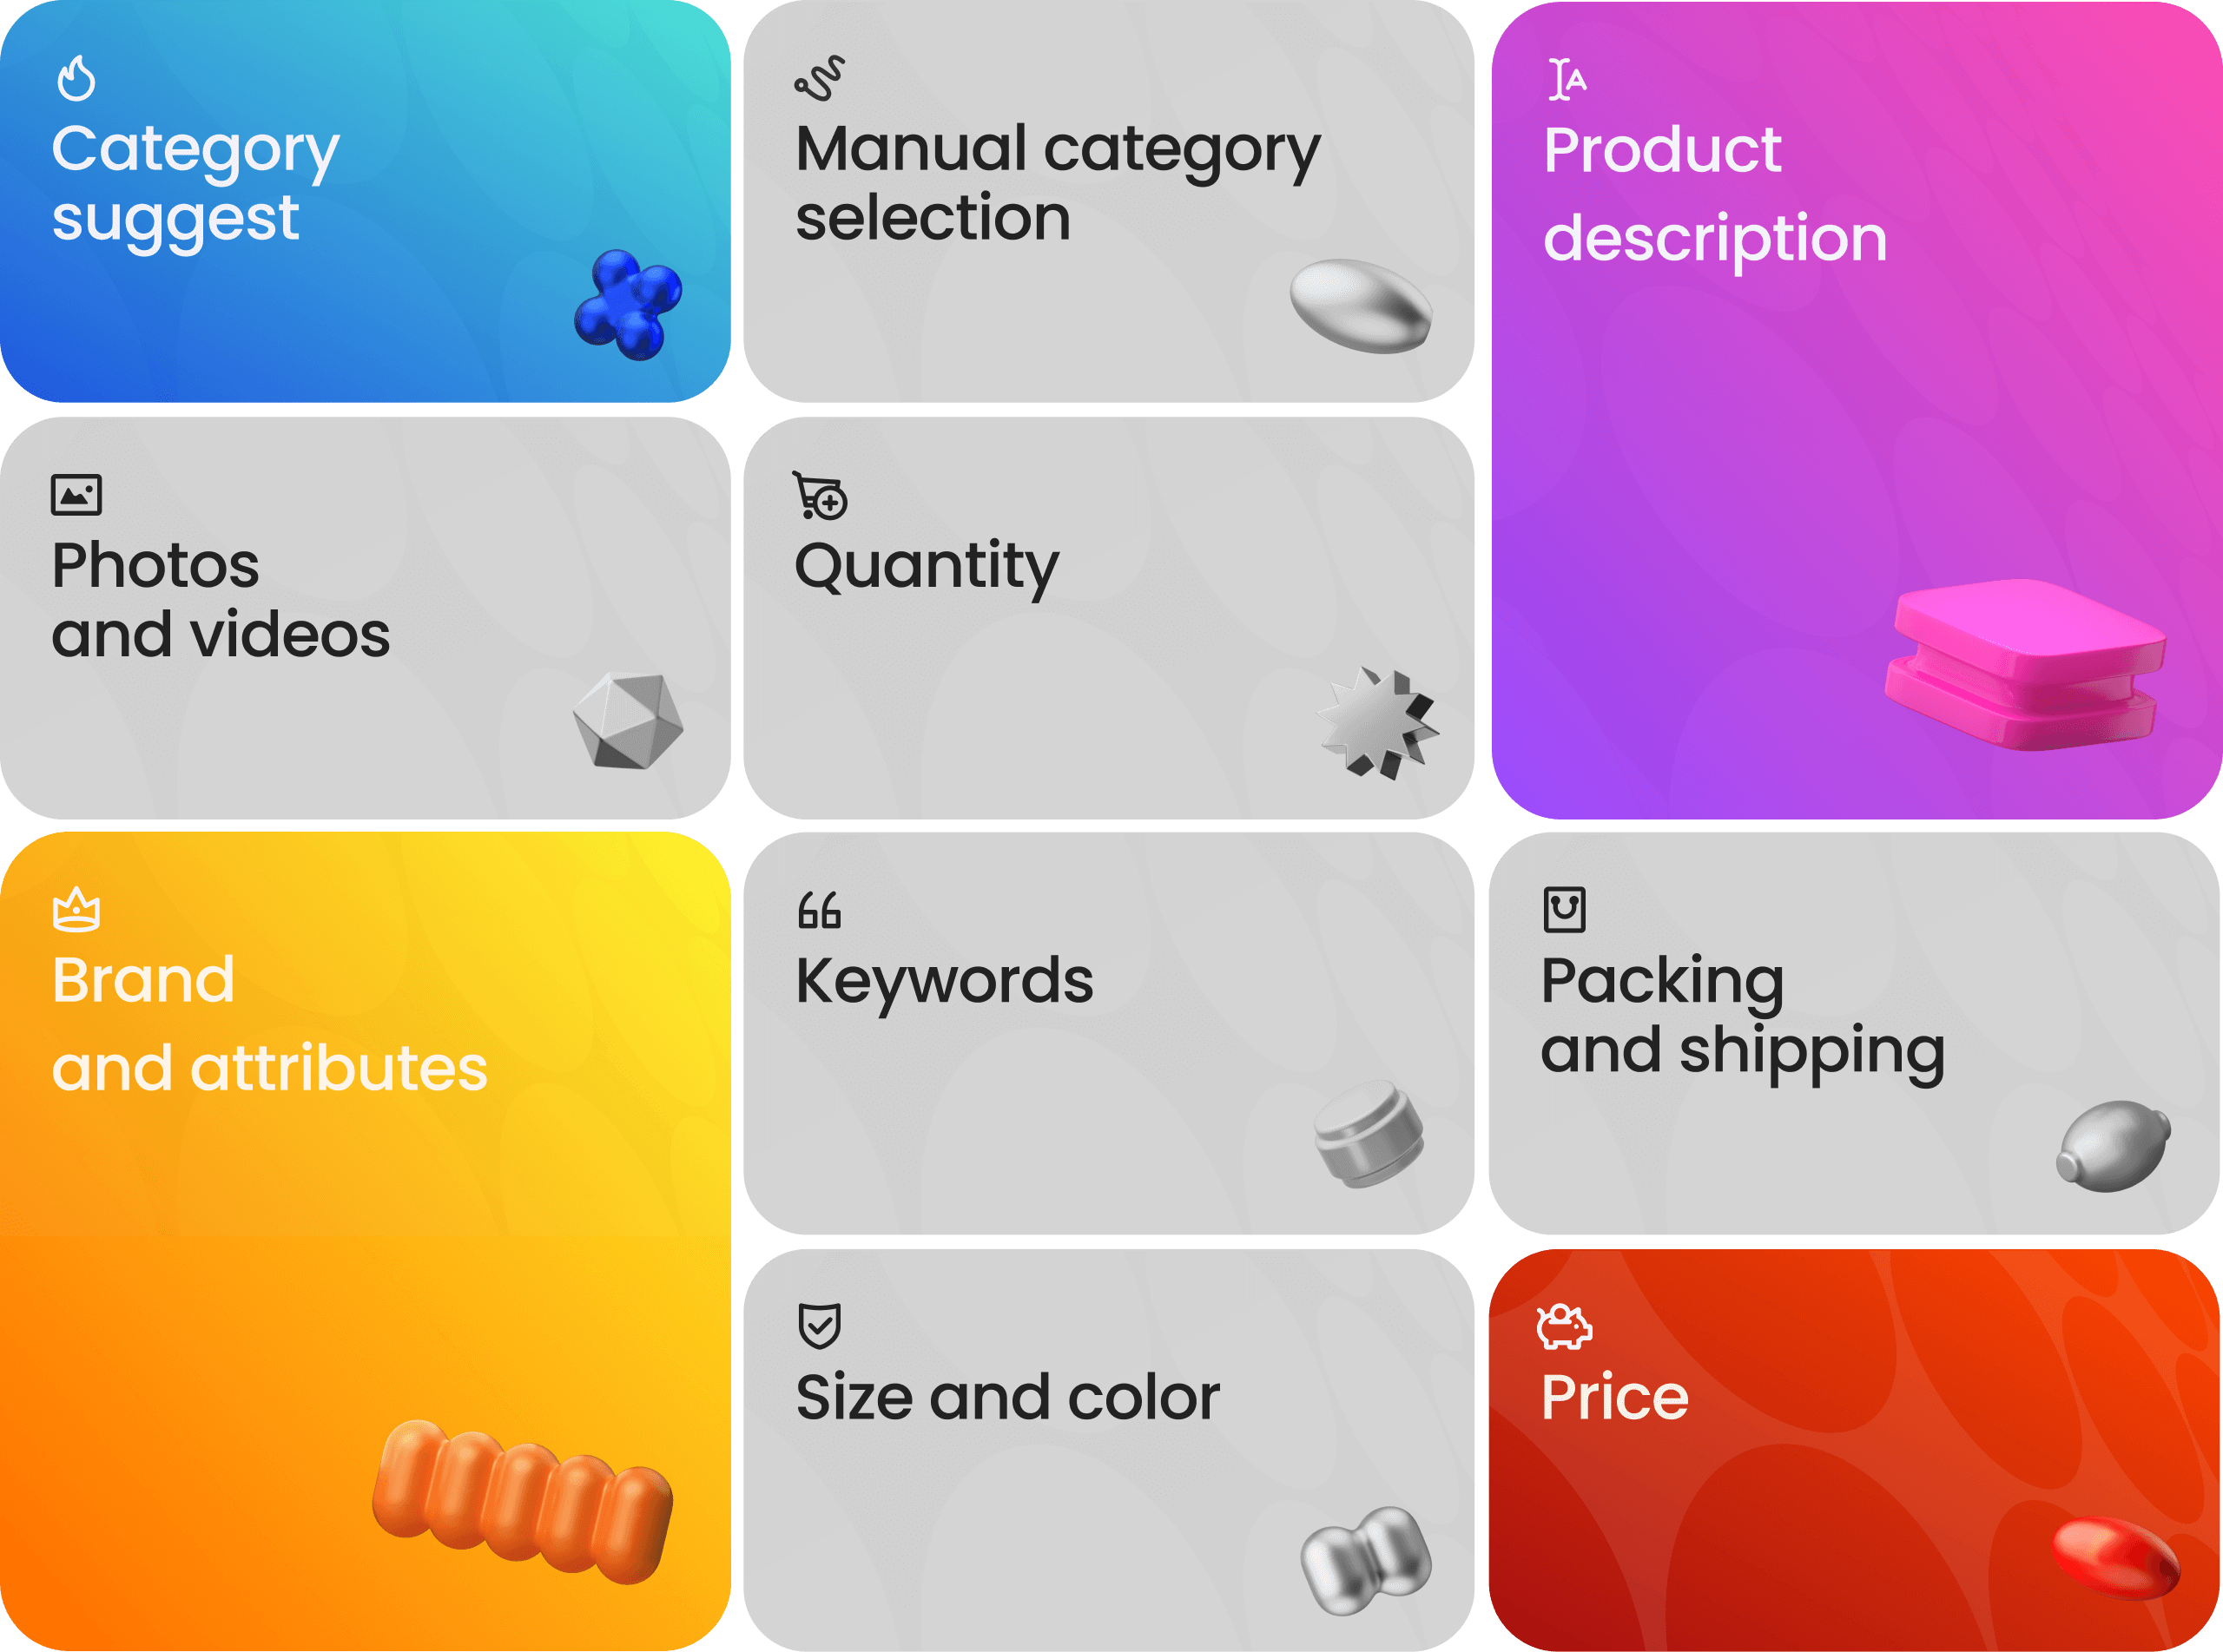 Category
suggest
Manual category
selection
Product
description
Photos
and videos
Quantity
Brand
and attributes
Keywords
Packing
and shipping
Size and color
Price